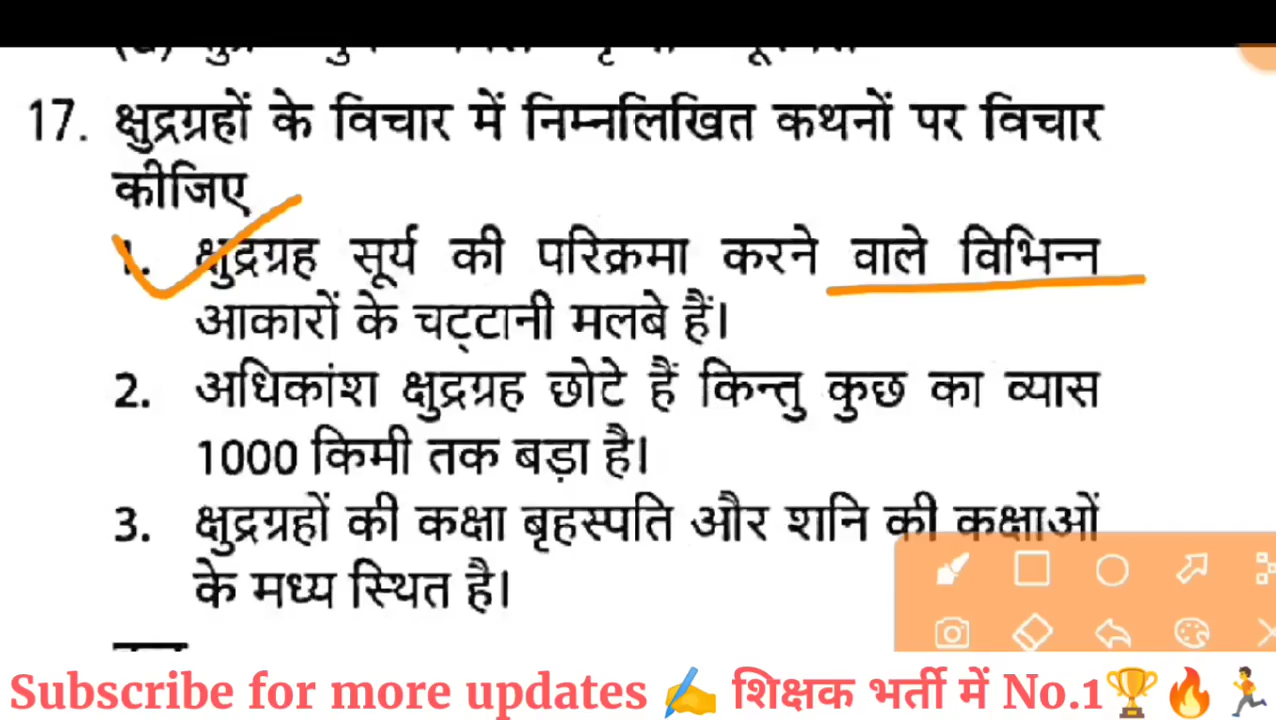 17. क्षुद्रग्रहों के विचार में निम्नलिखित कथनों पर विचार
कीजिए
1. क्षुद्रग्रह सूर्य की परिक्रमा करने वाले विभिन्न
आकारों के चट्टानी मलबे हैं।
2. अधिकांश क्षुद्रग्रह छोटे हैं किन्तु कुछ का व्यास
1000 किमी तक बड़ा है।
3. क्षुद्रग्रहों की कक्षा बृहस्पति और शनि की कक्षाओं
के मध्य स्थित है।
Subscribe for more updates ✍️ शिक्षक भर्ती में No.1🏆🔥🏃